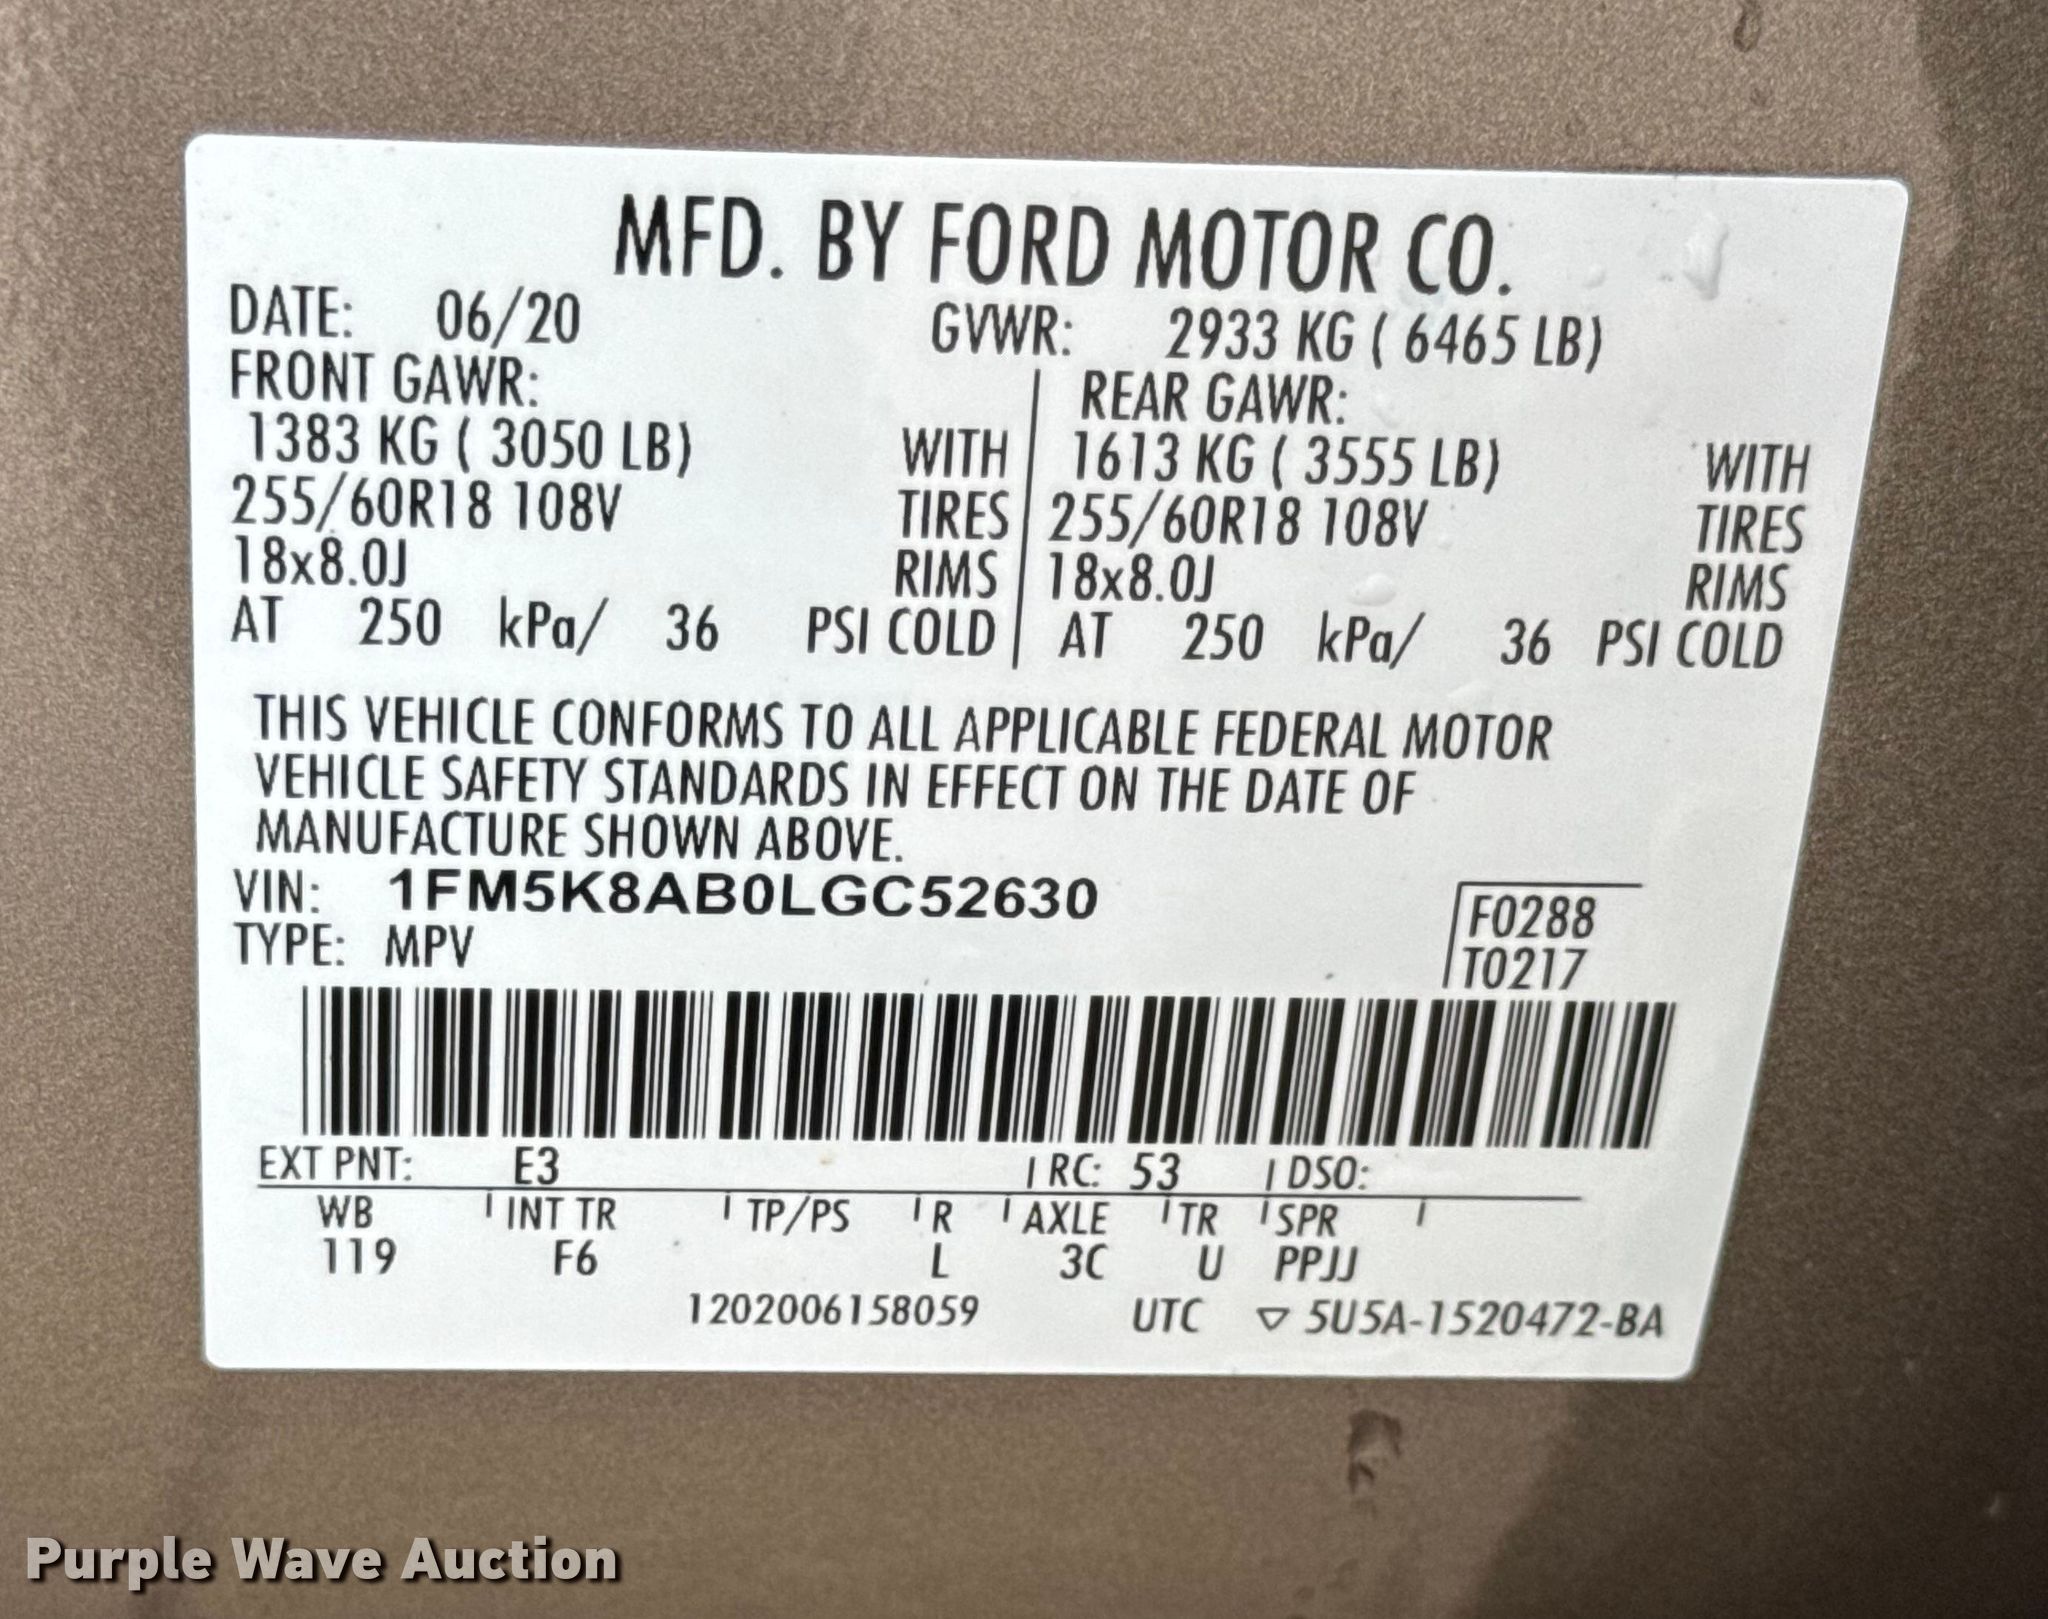 MFD. BY FORD MOTOR CO.
DATE: 06/20 GVWR: 2933 KG ( 6465 LB)
FRONT GAWR: REAR GAWR:
1383 KG ( 3050 LB) WITH 1613 KG ( 3555 LB) WITH
255/60R18 108V TIRES 255/60R18 108V TIRES
18x8.0J RIMS 18x8.0J RIMS
AT 250 kPa/ 36 PSI COLD AT 250 kPa/ 36 PSI COLD
THIS VEHICLE CONFORMS TO ALL APPLICABLE FEDERAL MOTOR
VEHICLE SAFETY STANDARDS IN EFFECT ON THE DATE OF
MANUFACTURE SHOWN ABOVE.
VIN: 1FM5K8AB0LGC52630
F0288
TYPE: MPV
T0217
EXT PNT: E3 RC: 53 DSO:
WB INT TR TP/PS R AXLE TR SPR
119 F6 L 3C U PPJJ
1202006158059 UTC ▽ 5U5A-1520472-BA
Purple Wave Auction